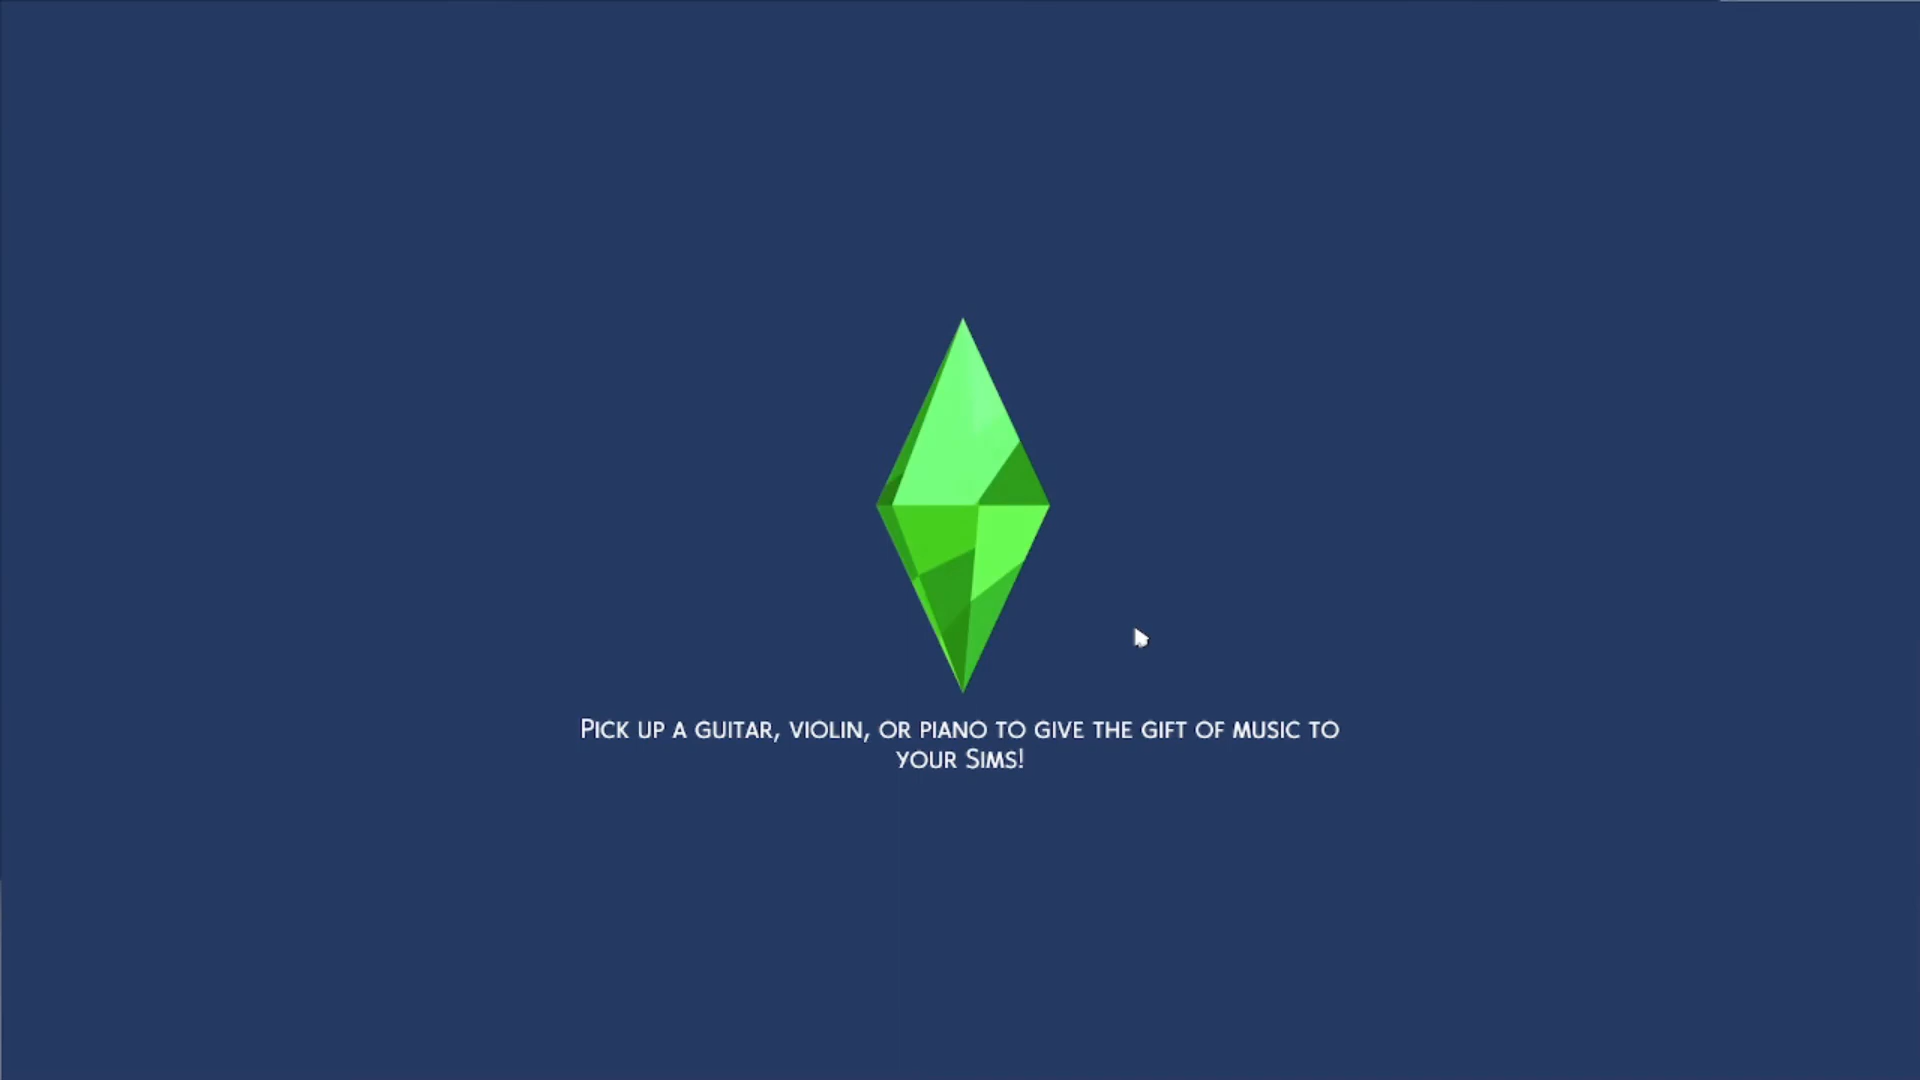 Pick up a guitar, violin, or piano to give the gift of music to
your Sims!